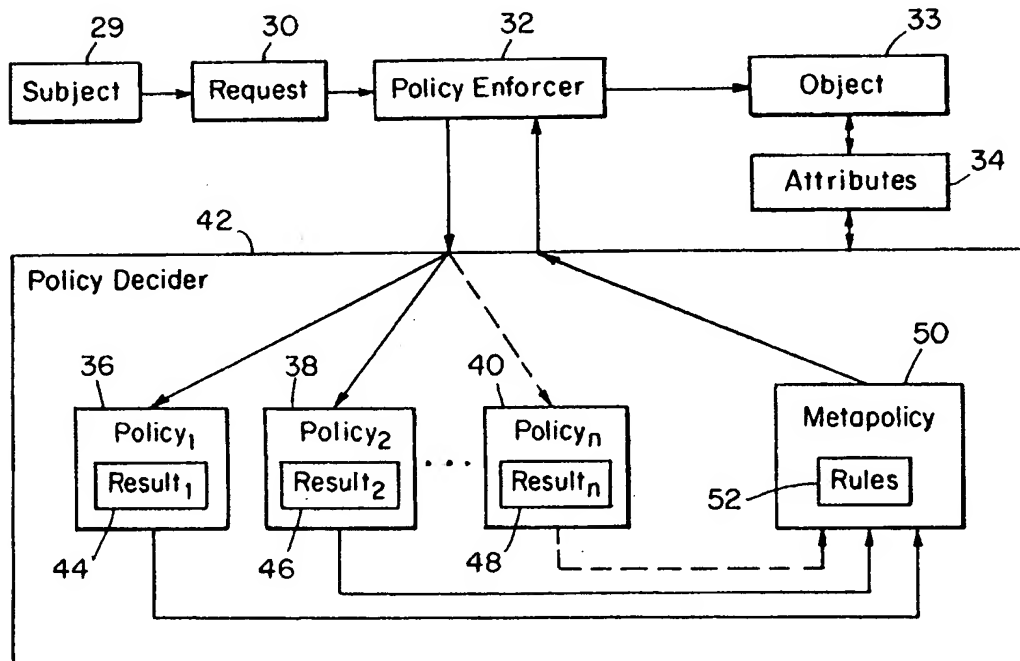 29
30
32
33
Subject
Request
Policy Enforcer
Object
34
Attributes
42
Policy Decider
36
38
40
50
Policy₁
Policy₂
Policyₙ
Metapolicy
Result₁
Result₂
...
Resultₙ
52
Rules
44
46
48